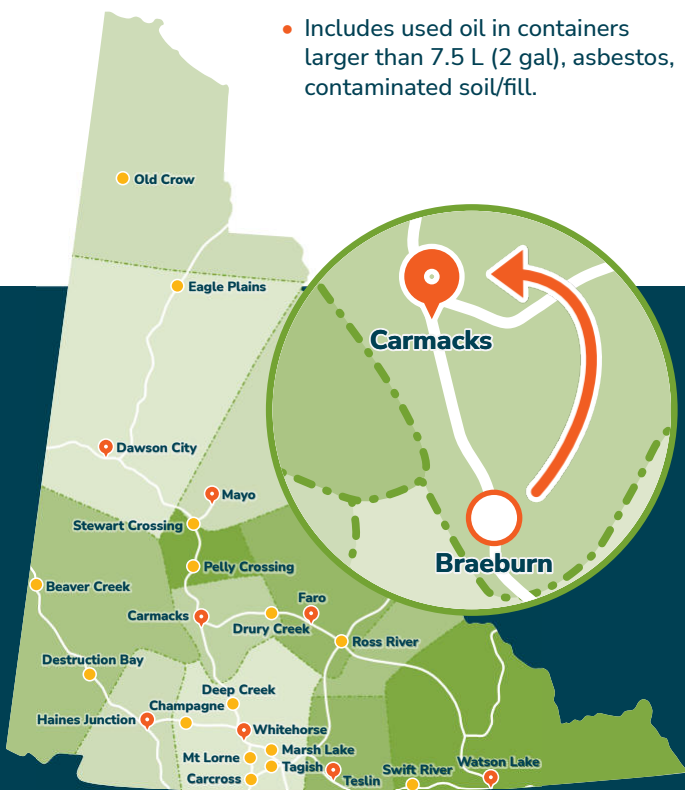 • Includes used oil in containers
larger than 7.5 L (2 gal), asbestos,
contaminated soil/fill.
Old Crow
Eagle Plains
Carmacks
Braeburn
Dawson City
Mayo
Stewart Crossing
Pelly Crossing
Beaver Creek
Faro
Carmacks
Drury Creek
Ross River
Destruction Bay
Deep Creek
Champagne
Haines Junction
Whitehorse
Marsh Lake
Mt Lorne
Tagish
Carcross
Teslin
Swift River
Watson Lake